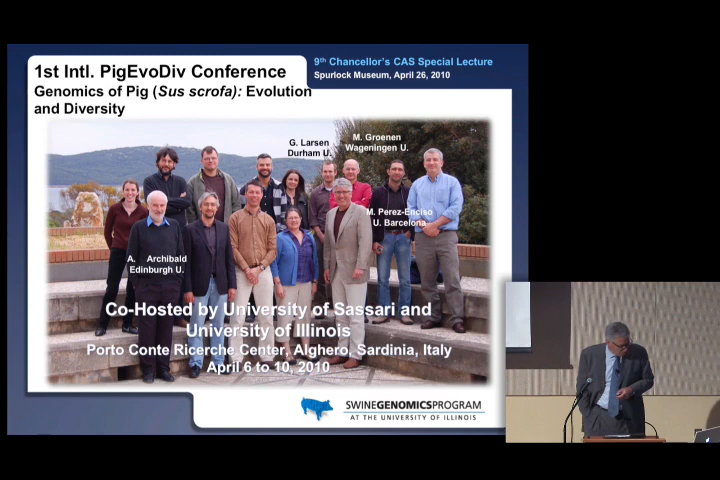 1st Intl. PigEvoDiv Conference
Genomics of Pig (Sus scrofa): Evolution
and Diversity
9th Chancellor's CAS Special Lecture
Spurlock Museum, April 26, 2010
G. Larsen
Durham U.
M. Groenen
Wageningen U.
M. Perez-Enciso
U. Barcelona
A. Archibald
Edinburgh U.
Co-Hosted by University of Sassari and
University of Illinois
Porto Conte Ricerche Center, Alghero, Sardinia, Italy
April 6 to 10, 2010
SWINEGENOMICSPROGRAM
AT THE UNIVERSITY OF ILLINOIS